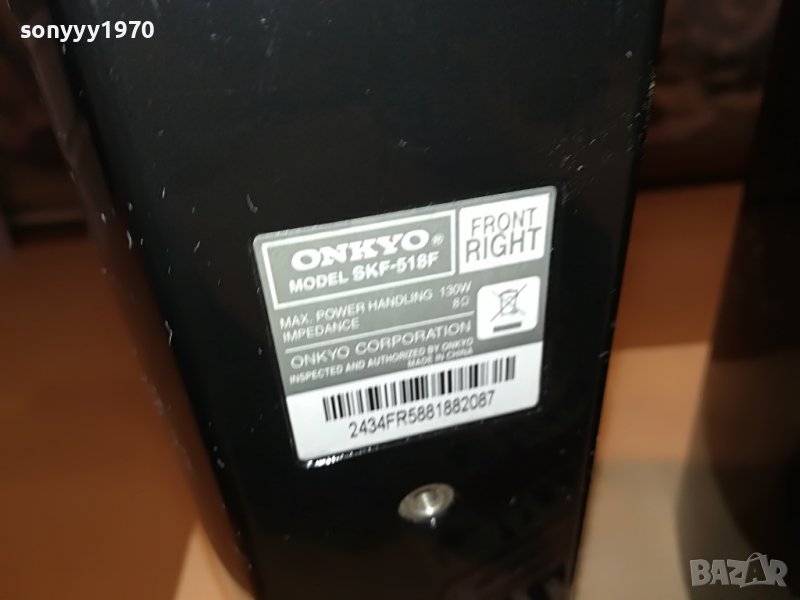 sonyyy1970
ONKYO®
MODEL SKF-518F
FRONT
RIGHT
MAX. POWER HANDLING 130W
IMPEDANCE 8Ω
ONKYO CORPORATION
INSPECTED AND AUTHORIZED BY ONKYO
MADE IN CHINA
2434FR5881882087
BAZAR